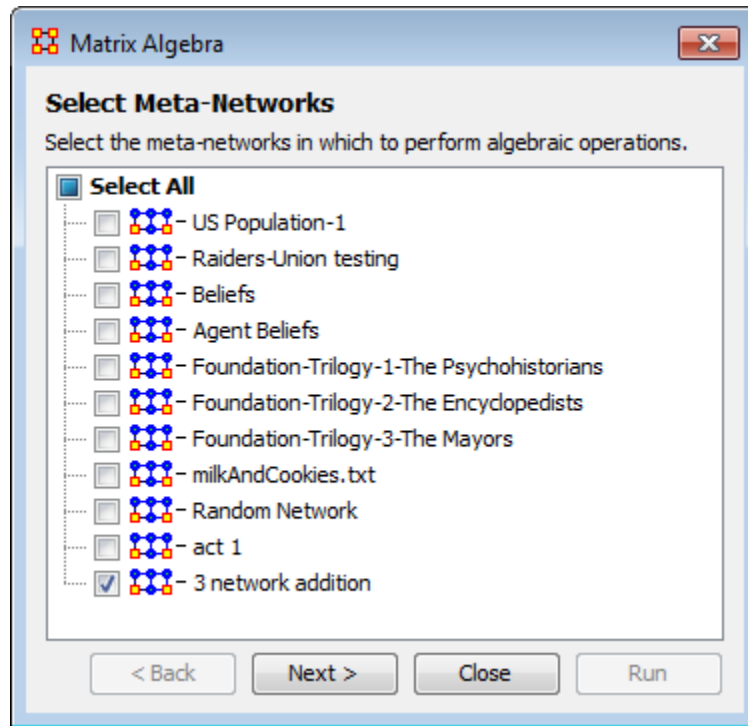 Matrix Algebra
Select Meta-Networks
Select the meta-networks in which to perform algebraic operations.
Select All
US Population-1
Raiders-Union testing
Beliefs
Agent Beliefs
Foundation-Trilogy-1-The Psychohistorians
Foundation-Trilogy-2-The Encyclopedists
Foundation-Trilogy-3-The Mayors
milkAndCookies.txt
Random Network
act 1
3 network addition
< Back Next > Close Run